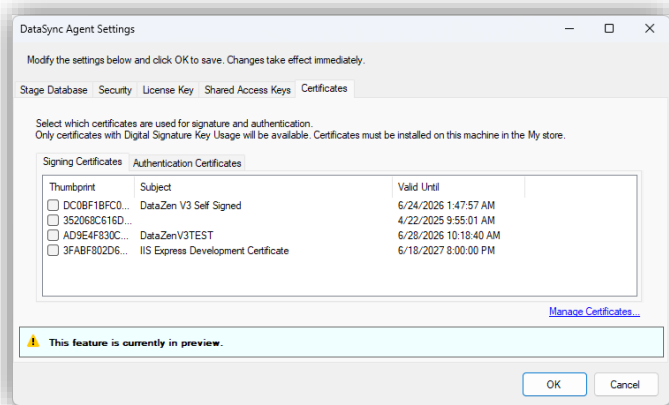 DataSync Agent Settings
Modify the settings below and click OK to save. Changes take effect immediately.
Stage Database Security License Key Shared Access Keys Certificates
Select which certificates are used for signature and authentication.
Only certificates with Digital Signature Key Usage will be available. Certificates must be installed on this machine in the My store.
Signing Certificates Authentication Certificates
Thumbprint Subject Valid Until
DC0BF1BFC0... DataZen V3 Self Signed 6/24/2026 1:47:57 AM
352068C616D... 4/22/2025 9:55:01 AM
AD9E4F830C... DataZenV3TEST 6/28/2026 10:18:40 AM
3FABF802D6... IIS Express Development Certificate 6/18/2027 8:00:00 PM
Manage Certificates...
This feature is currently in preview.
OK Cancel